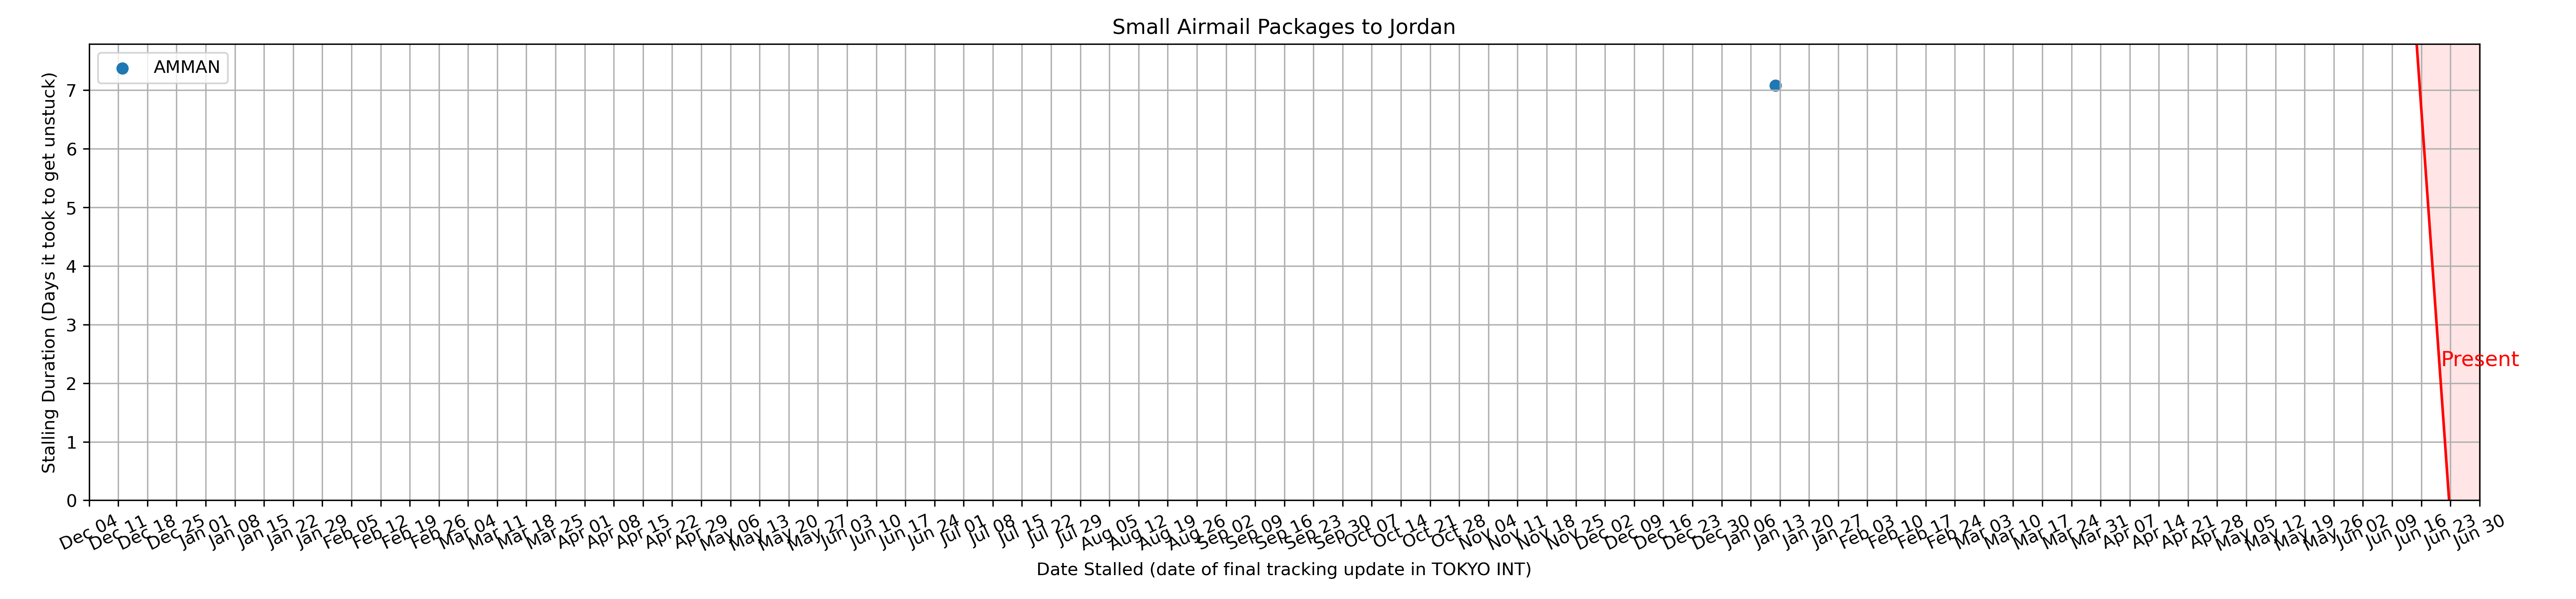 Small Airmail Packages to Jordan
AMMAN
Stalling Duration (Days it took to get unstuck)
7
6
5
4
3
2
1
0
Present
Dec 04
Dec 11
Dec 18
Dec 25
Jan 01
Jan 08
Jan 15
Jan 22
Jan 29
Feb 05
Feb 12
Feb 19
Feb 26
Mar 04
Mar 11
Mar 18
Mar 25
Apr 01
Apr 08
Apr 15
Apr 22
Apr 29
May 06
May 13
May 20
May 27
Jun 03
Jun 10
Jun 17
Jun 24
Jul 01
Jul 08
Jul 15
Jul 22
Jul 29
Aug 05
Aug 12
Aug 19
Aug 26
Sep 02
Sep 09
Sep 16
Sep 23
Sep 30
Oct 07
Oct 14
Oct 21
Oct 28
Nov 04
Nov 11
Nov 18
Nov 25
Dec 02
Dec 09
Dec 16
Dec 23
Dec 30
Jan 06
Jan 13
Jan 20
Jan 27
Feb 03
Feb 10
Feb 17
Feb 24
Mar 03
Mar 10
Mar 17
Mar 24
Mar 31
Apr 07
Apr 14
Apr 21
Apr 28
May 05
May 12
May 19
May 26
Jun 02
Jun 09
Jun 16
Jun 23
Jun 30
Date Stalled (date of final tracking update in TOKYO INT)